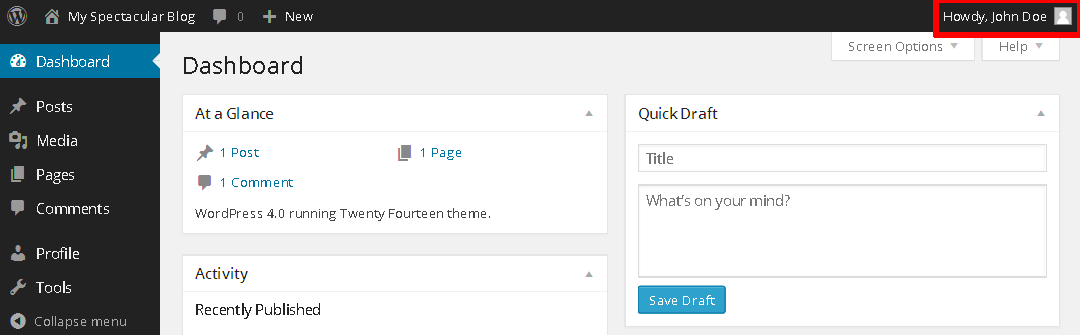 My Spectacular Blog 0 New Howdy, John Doe
Dashboard
Posts
Media
Pages
Comments
Profile
Tools
Collapse menu
Screen Options Help
Dashboard
At a Glance
1 Post 1 Page
1 Comment
WordPress 4.0 running Twenty Fourteen theme.
Activity
Recently Published
Quick Draft
Title
What's on your mind?
Save Draft